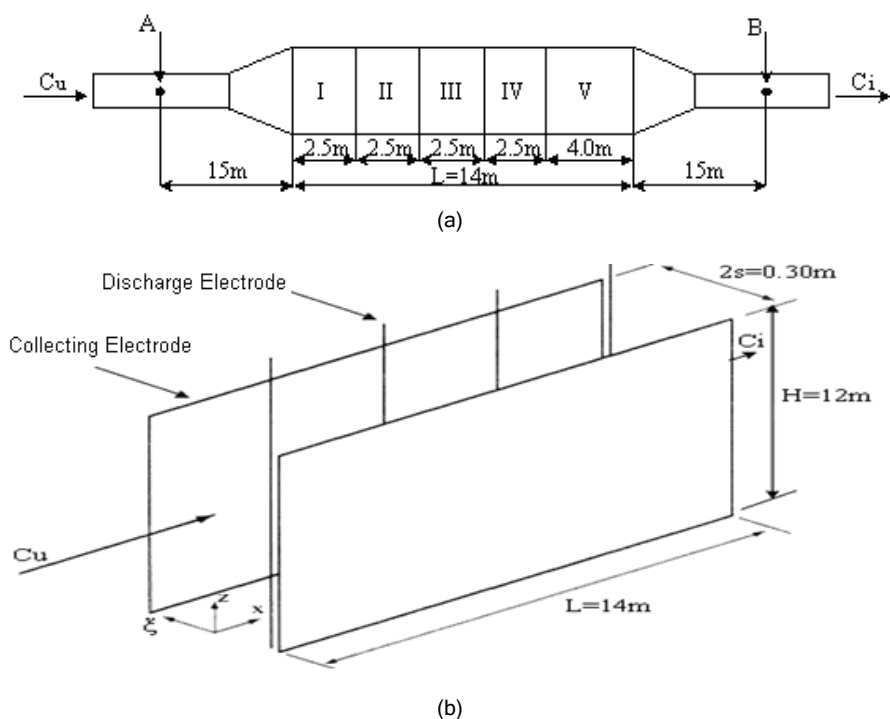 A
B
Cu
Ci
I II III IV V
2.5m 2.5m 2.5m 2.5m 4.0m
15m L=14m 15m
(a)
2s=0.30m
Discharge Electrode
Collecting Electrode
Ci
H=12m
Cu
z
x
ξ
L=14m
(b)